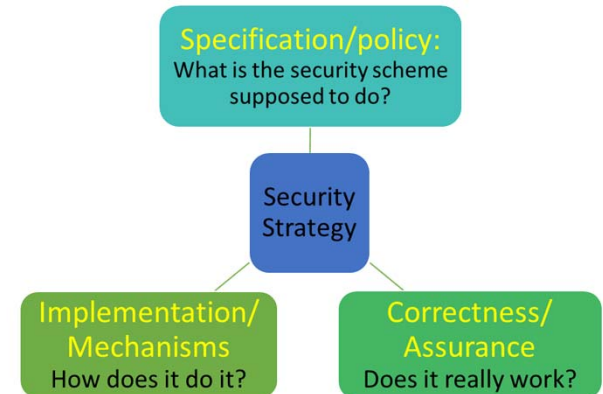 Specification/policy:
What is the security scheme
supposed to do?
Security
Strategy
Implementation/
Mechanisms
How does it do it?
Correctness/
Assurance
Does it really work?